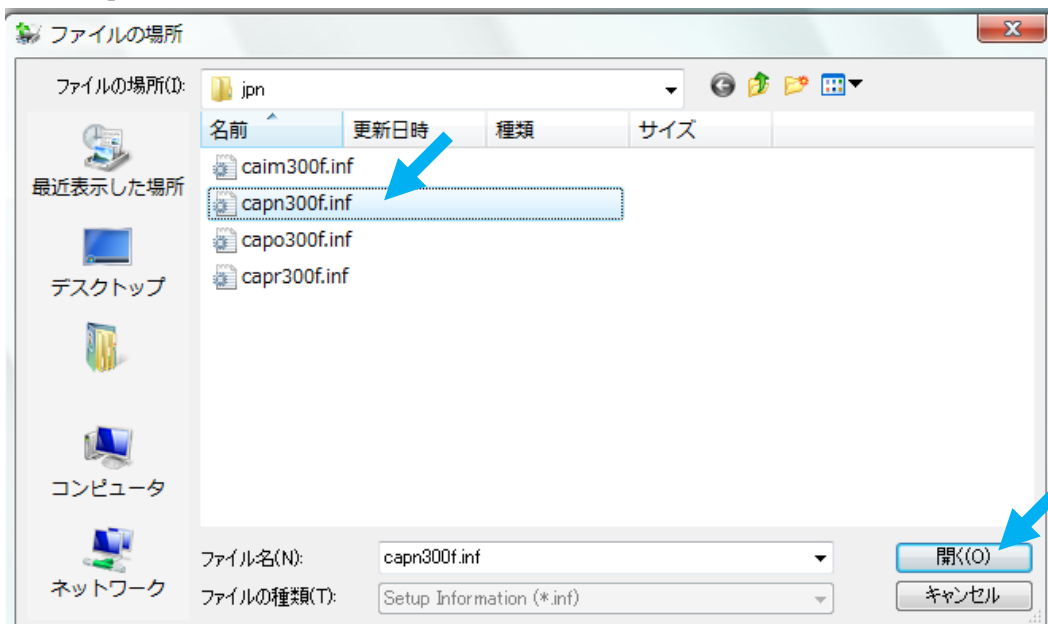 ファイルの場所
ファイルの場所(I):
jpn
名前
更新日時
種類
サイズ
caim300f.inf
capn300f.inf
capo300f.inf
capr300f.inf
最近表示した場所
デスクトップ
コンピュータ
ネットワーク
ファイル名(N):
capn300f.inf
開く(O)
ファイルの種類(T):
Setup Information (*.inf)
キャンセル